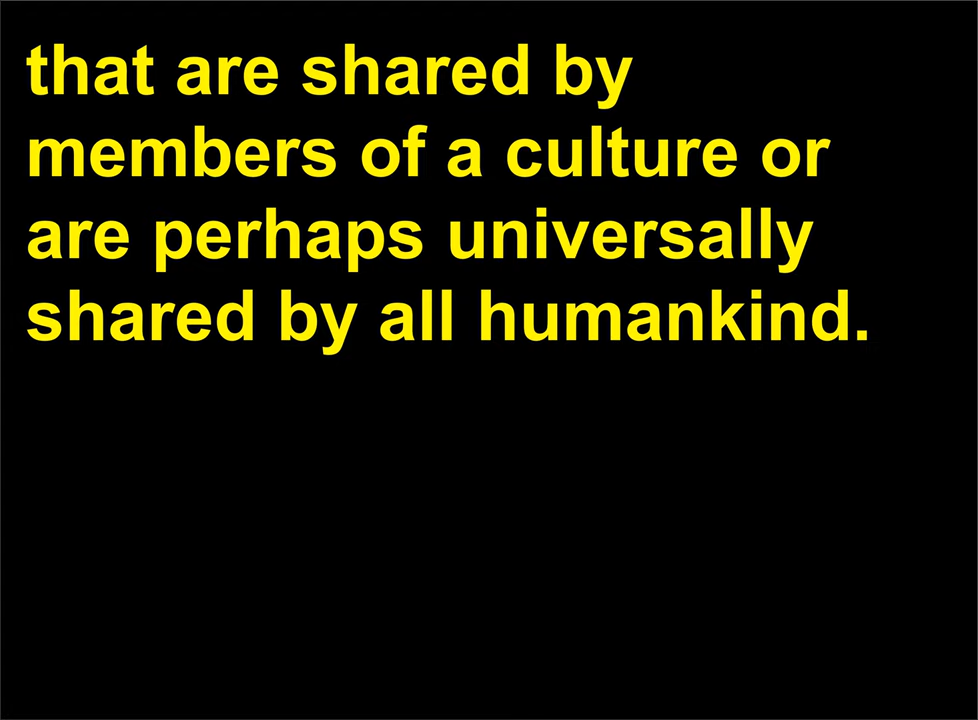 that are shared by
members of a culture or
are perhaps universally
shared by all humankind.